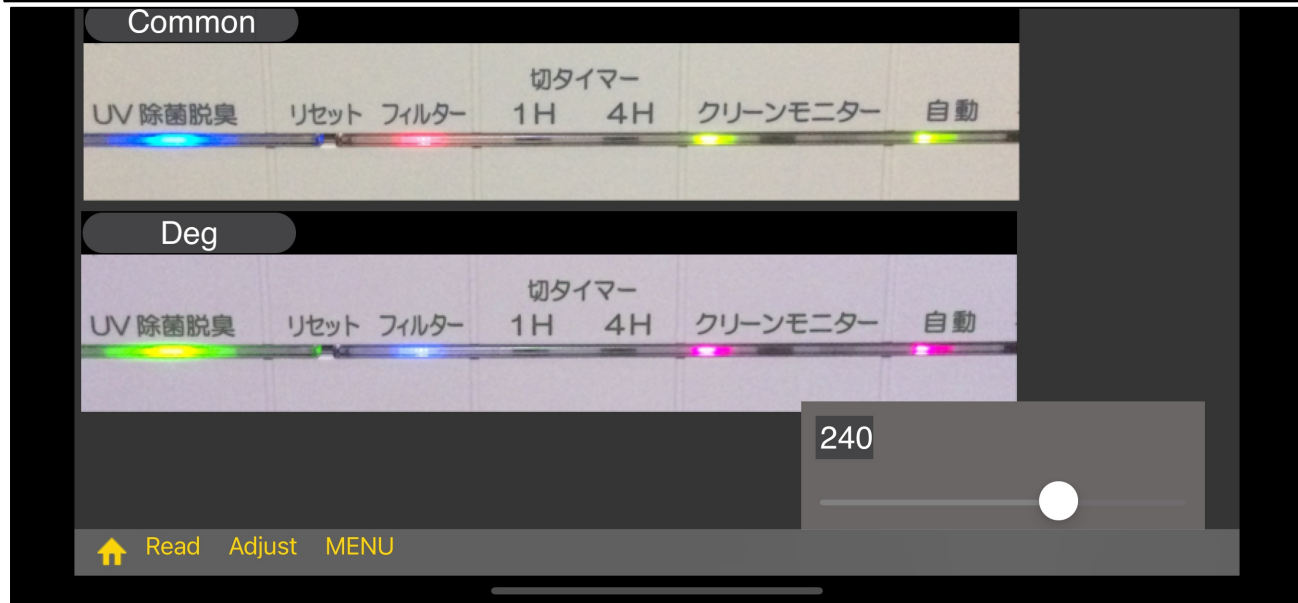 Common
切タイマー
UV 除菌脱臭 リセット フィルター 1H 4H クリーンモニター 自動
Deg
切タイマー
UV 除菌脱臭 リセット フィルター 1H 4H クリーンモニター 自動
240
Read Adjust MENU